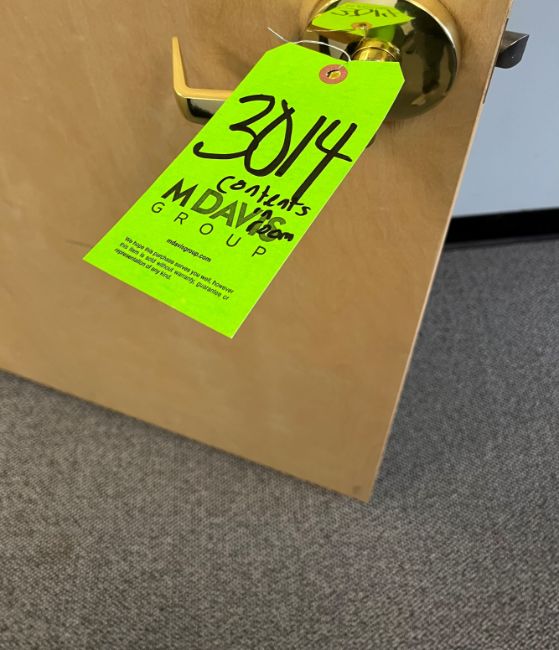 3014
Contents
in
Room
M DAVIS
GROUP
mdavisgroup.com
We hope this purchase serves you well, however
this item is sold without warranty, guarantee or
representation of any kind.